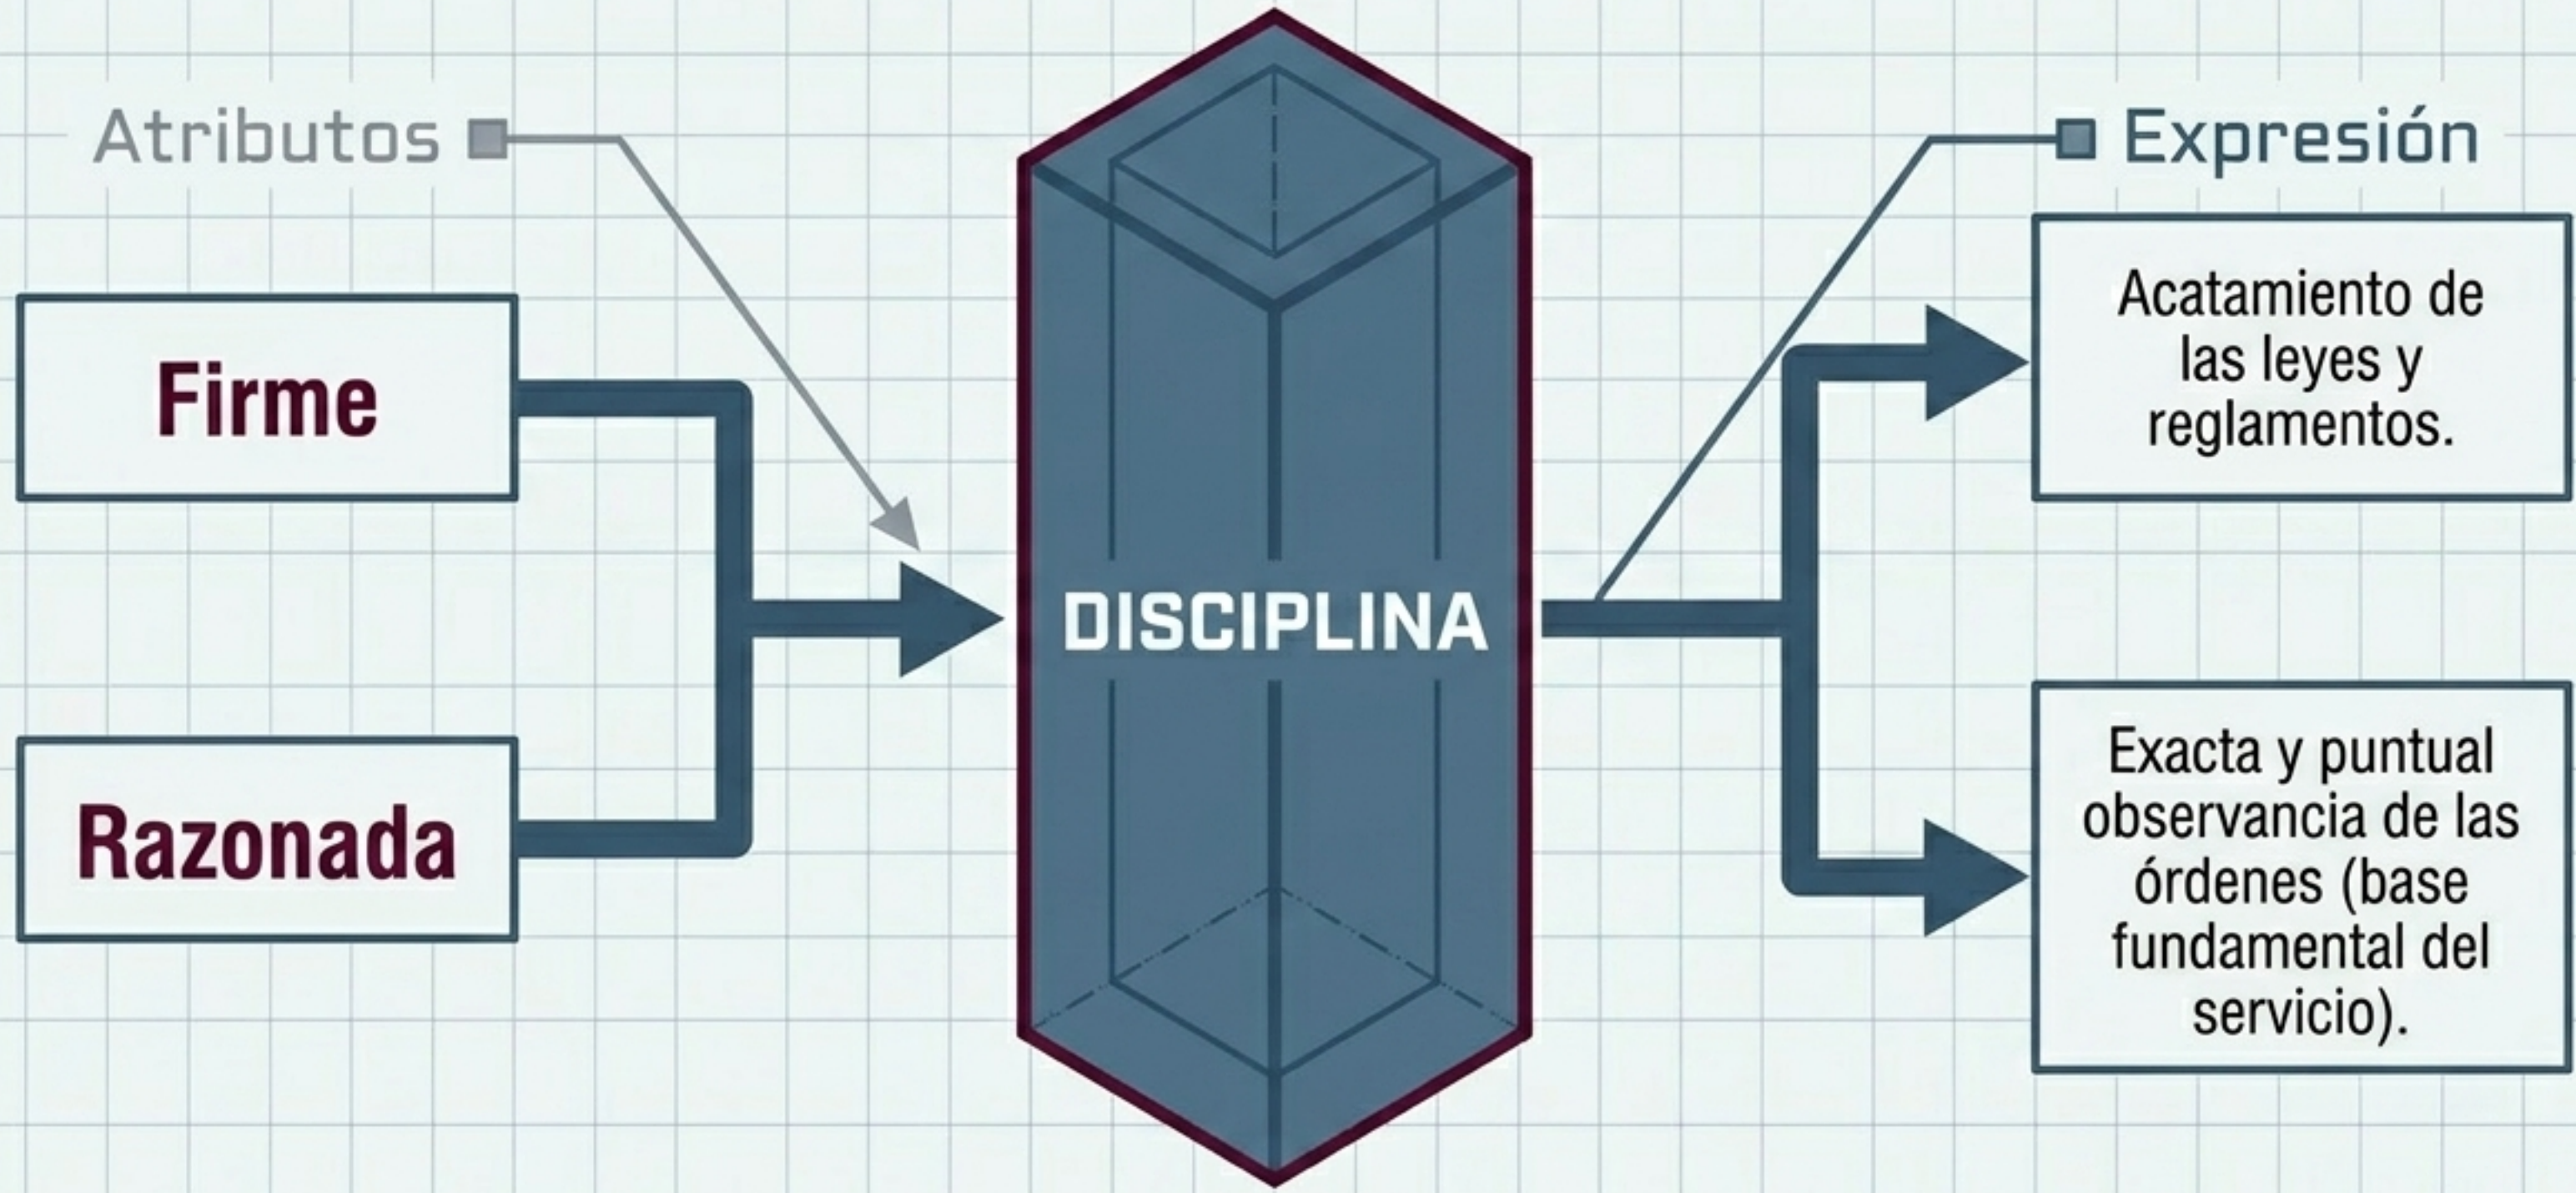 Atributos
Firme
Razonada
DISCIPLINA
Expresión
Acatamiento de
las leyes y
reglamentos.
Exacta y puntual
observancia de las
órdenes (base
fundamental del
servicio).